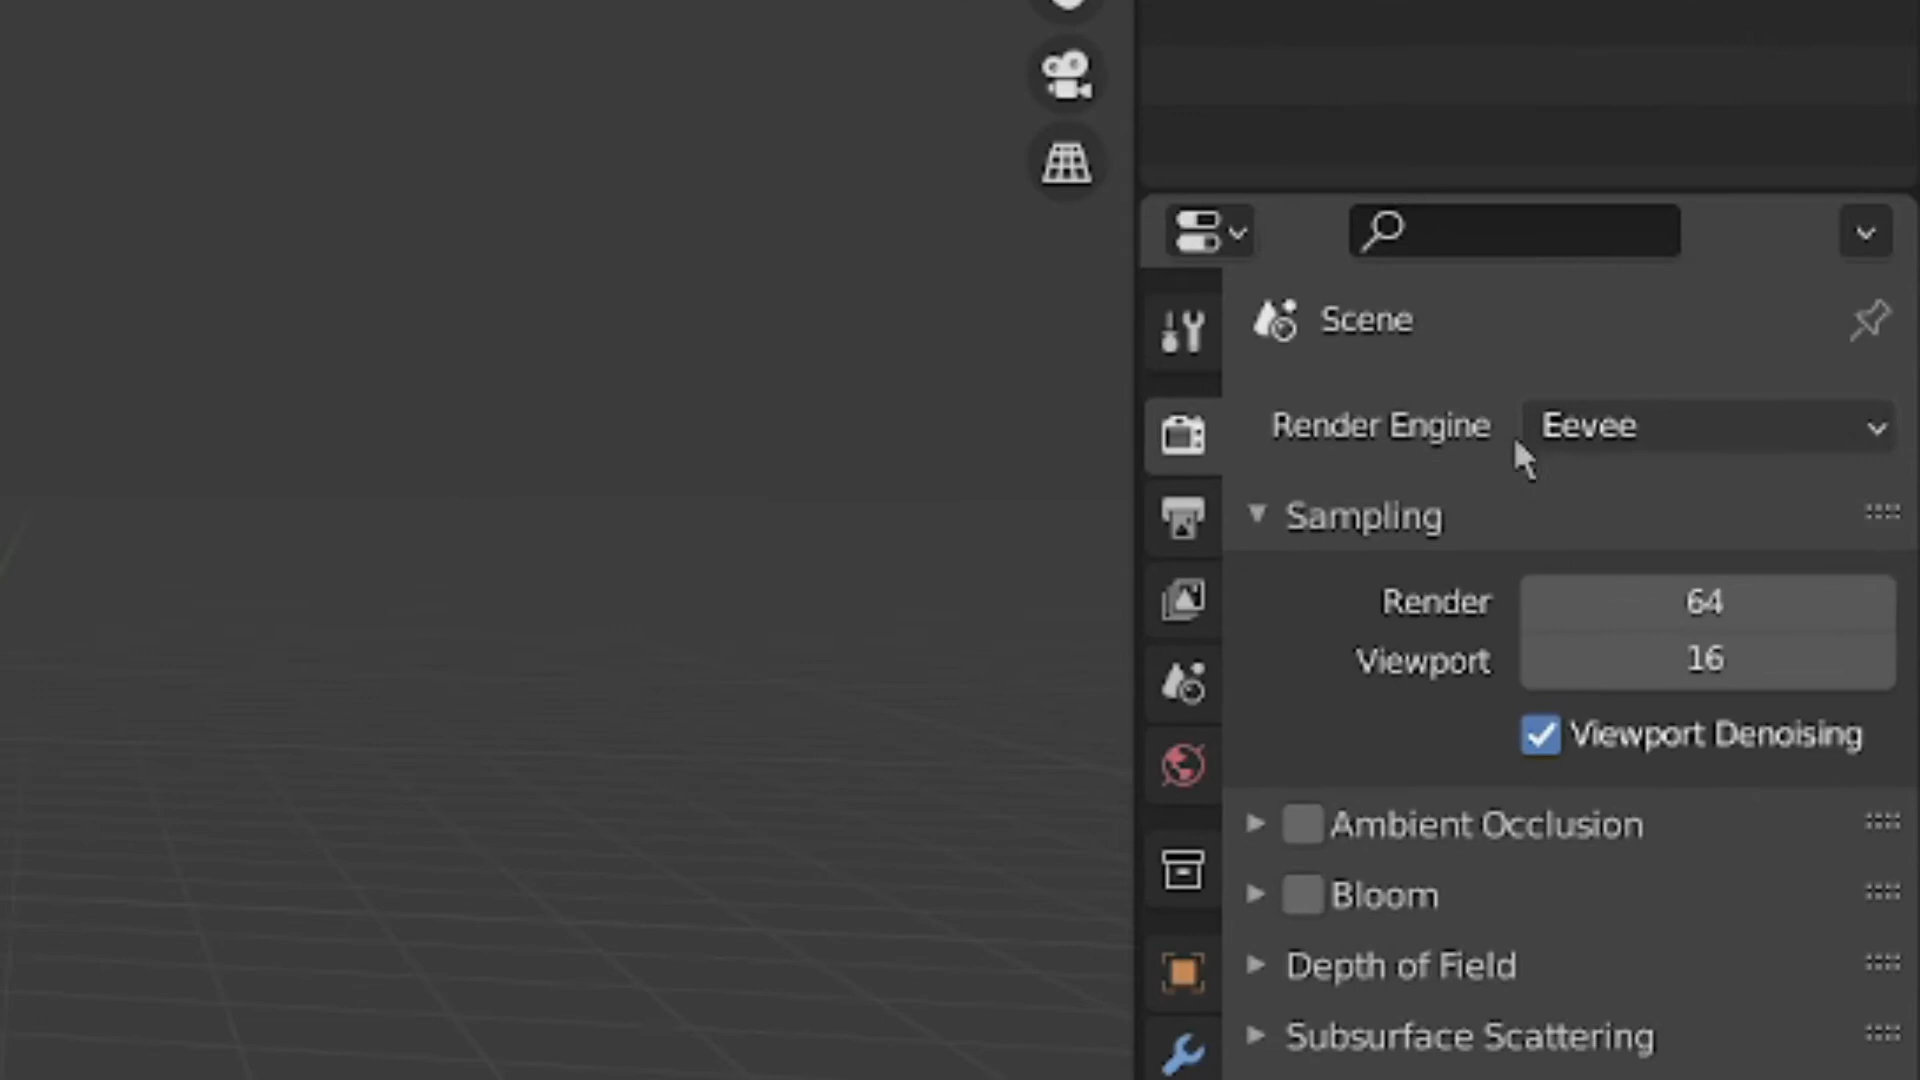 Scene
Render Engine Eevee
Sampling
Render 64
Viewport 16
Viewport Denoising
Ambient Occlusion
Bloom
Depth of Field
Subsurface Scattering